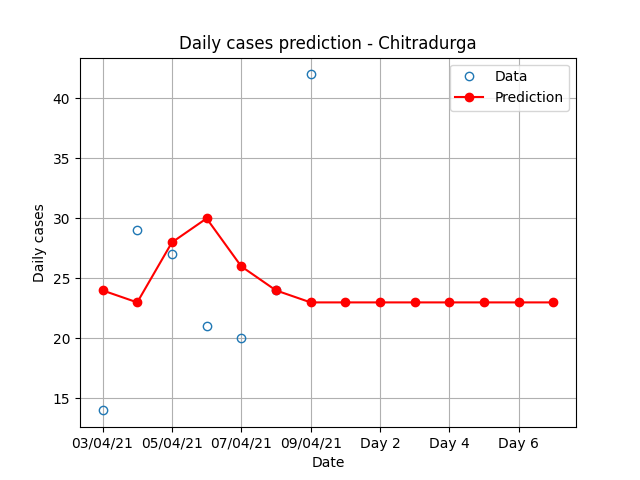 Daily cases prediction - Chitradurga
Data
Prediction
Daily cases
40
35
30
25
20
15
03/04/21 05/04/21 07/04/21 09/04/21 Day 2 Day 4 Day 6
Date